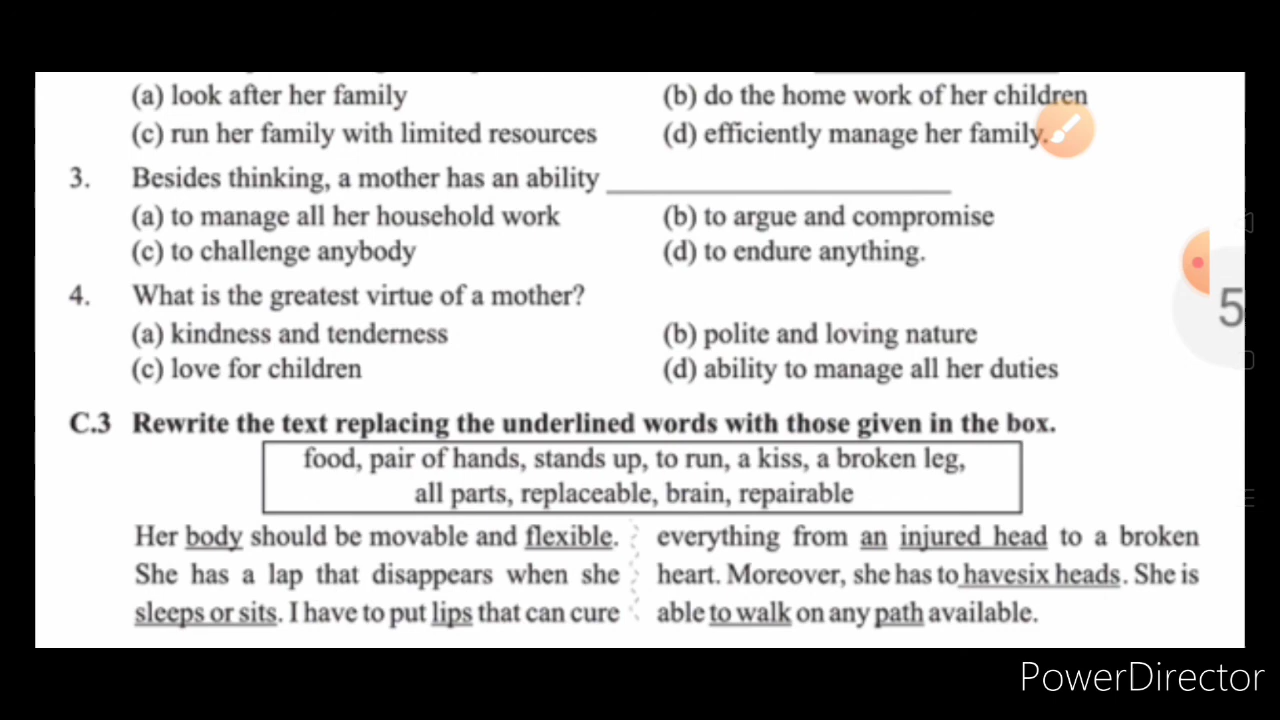 (a) look after her family (b) do the home work of her children
(c) run her family with limited resources (d) efficiently manage her family.
3. Besides thinking, a mother has an ability ____________________
(a) to manage all her household work (b) to argue and compromise
(c) to challenge anybody (d) to endure anything.
4. What is the greatest virtue of a mother?
(a) kindness and tenderness (b) polite and loving nature
(c) love for children (d) ability to manage all her duties
C.3 Rewrite the text replacing the underlined words with those given in the box.
food, pair of hands, stands up, to run, a kiss, a broken leg,
all parts, replaceable, brain, repairable
Her body should be movable and flexible.
She has a lap that disappears when she
sleeps or sits. I have to put lips that can cure
everything from an injured head to a broken
heart. Moreover, she has to havesix heads. She is
able to walk on any path available.
5
PowerDirector